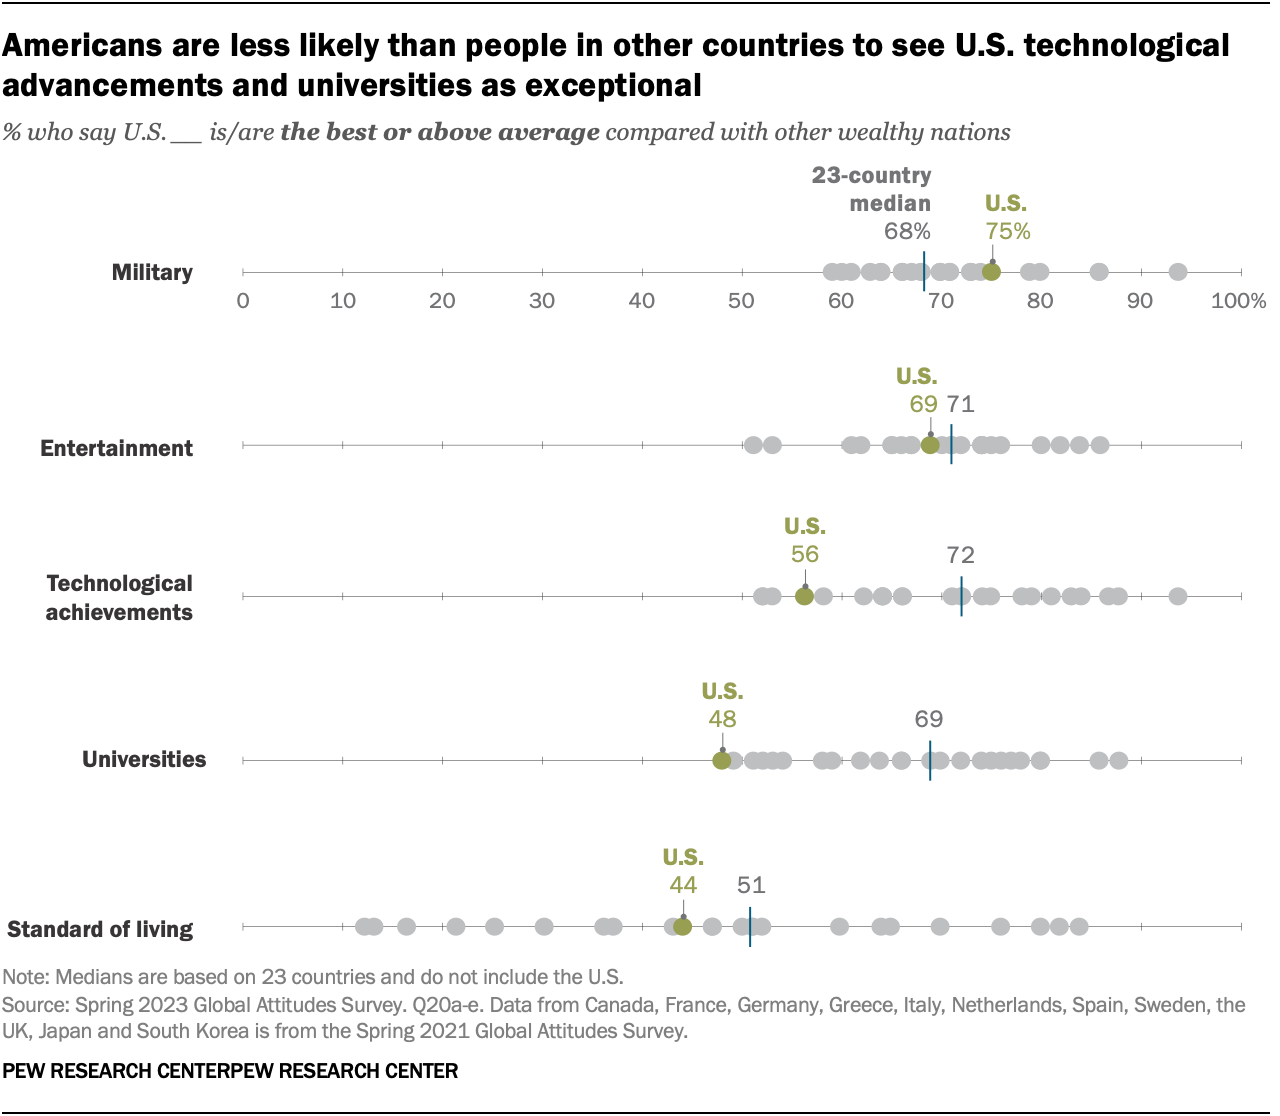 Americans are less likely than people in other countries to see U.S. technological
advancements and universities as exceptional
% who say U.S. __ is/are the best or above average compared with other wealthy nations
23-country
median
68%
U.S.
75%
Military
0 10 20 30 40 50 60 70 80 90 100%
U.S.
69 71
Entertainment
U.S.
56 72
Technological
achievements
U.S.
48 69
Universities
U.S.
44 51
Standard of living
Note: Medians are based on 23 countries and do not include the U.S.
Source: Spring 2023 Global Attitudes Survey. Q20a-e. Data from Canada, France, Germany, Greece, Italy, Netherlands, Spain, Sweden, the
UK, Japan and South Korea is from the Spring 2021 Global Attitudes Survey.
PEW RESEARCH CENTERPEW RESEARCH CENTER